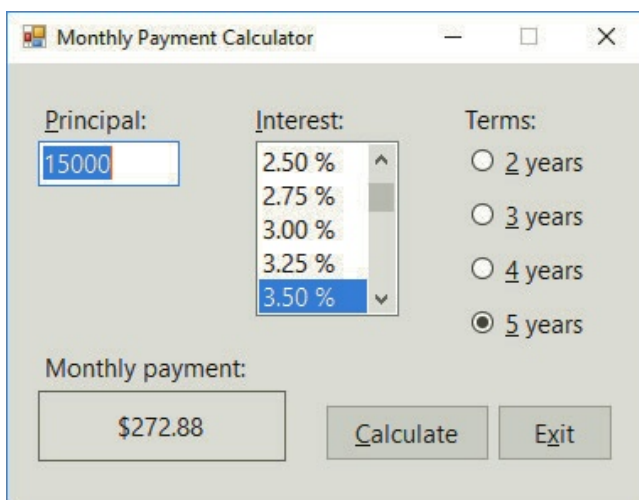 Monthly Payment Calculator
Principal:
15000
Interest:
2.50 %
2.75 %
3.00 %
3.25 %
3.50 %
Terms:
2 years
3 years
4 years
5 years
Monthly payment:
$272.88
Calculate
Exit